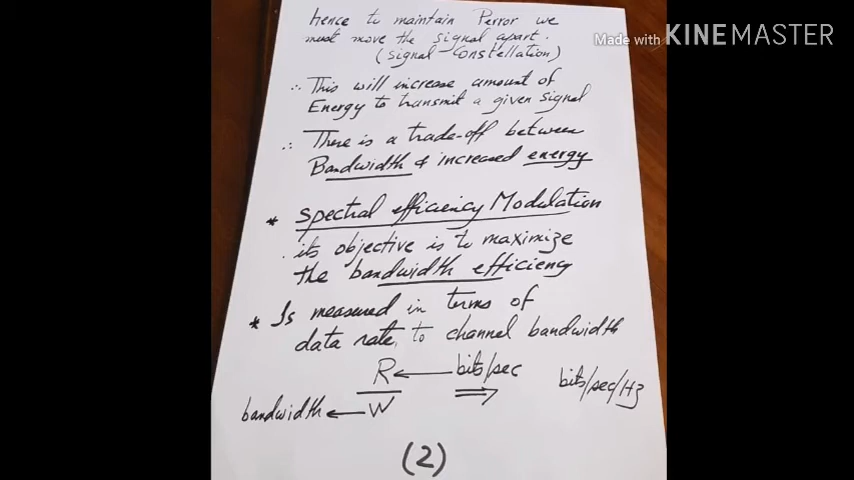 Made with KINEMASTER
hence to maintain Perror we
must move the signal apart.
(signal Constellation)
∴ This will increase amount of
Energy to transmit a given signal
∴ There is a trade-off between
Bandwidth & increased energy
* Spectral efficiency Modulation
. its objective is to maximize
the bandwidth efficiency
* Is measured in terms of
data rate, to channel bandwidth
R ← bits/sec ⇒ bits/sec/Hz
bandwidth ← W
(2)